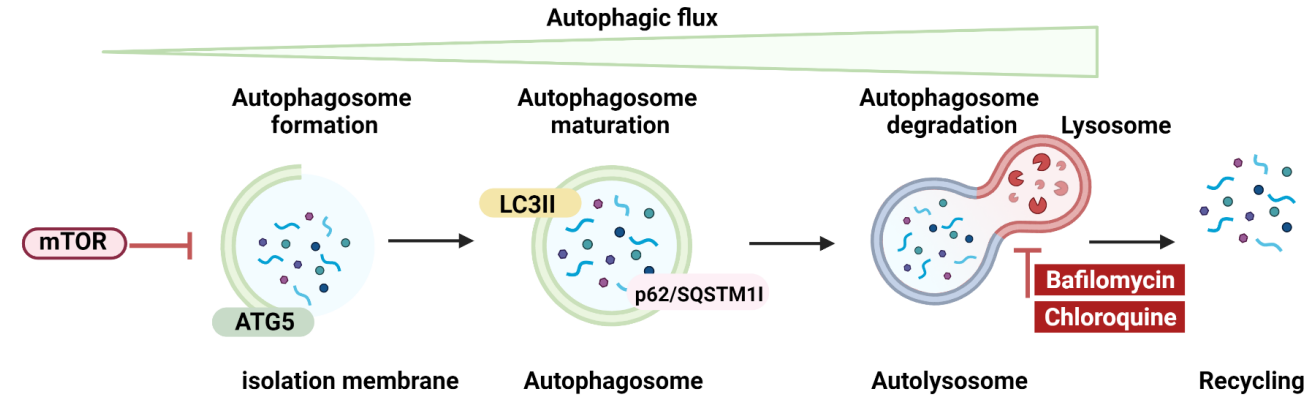 Autophagic flux
Autophagosome
formation
Autophagosome
maturation
Autophagosome
degradation
Lysosome
mTOR
ATG5
LC3II
p62/SQSTM1I
Bafilomycin
Chloroquine
isolation membrane
Autophagosome
Autolysosome
Recycling